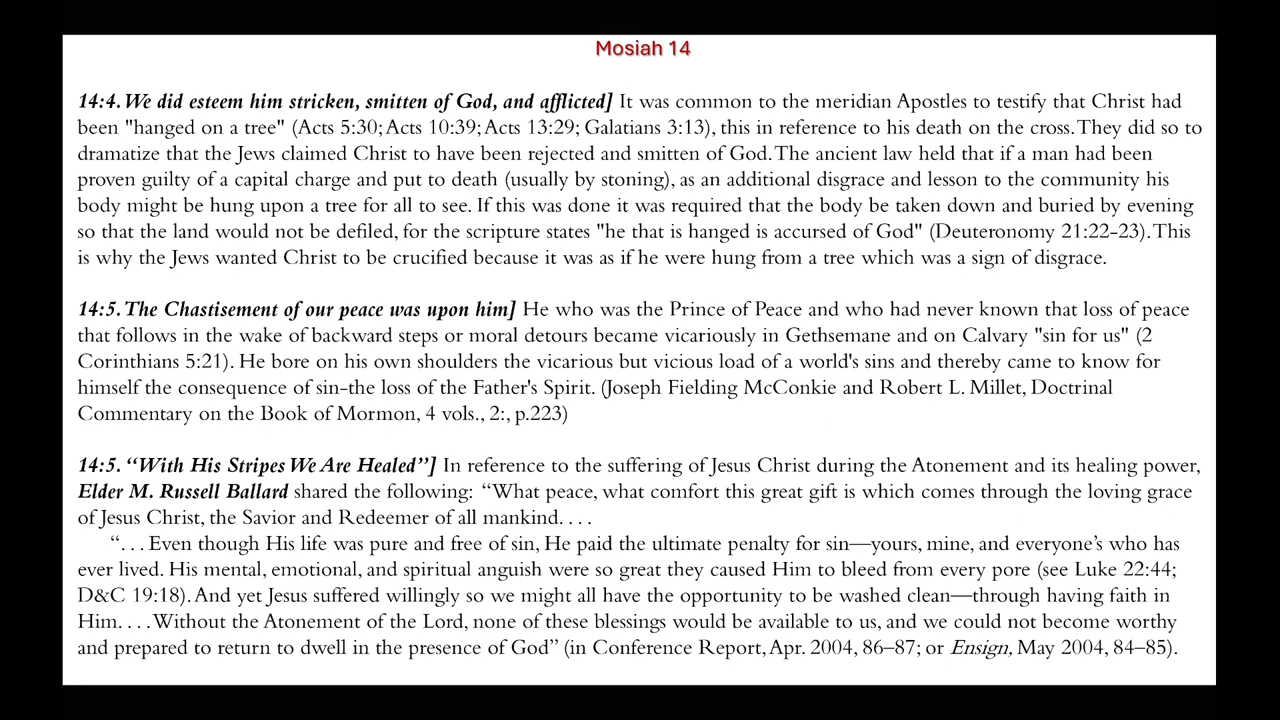 Mosiah 14
14:4. We did esteem him stricken, smitten of God, and afflicted] It was common to the meridian Apostles to testify that Christ had
been "hanged on a tree" (Acts 5:30; Acts 10:39; Acts 13:29; Galatians 3:13), this in reference to his death on the cross. They did so to
dramatize that the Jews claimed Christ to have been rejected and smitten of God. The ancient law held that if a man had been
proven guilty of a capital charge and put to death (usually by stoning), as an additional disgrace and lesson to the community his
body might be hung upon a tree for all to see. If this was done it was required that the body be taken down and buried by evening
so that the land would not be defiled, for the scripture states "he that is hanged is accursed of God" (Deuteronomy 21:22-23). This
is why the Jews wanted Christ to be crucified because it was as if he were hung from a tree which was a sign of disgrace.
14:5. The Chastisement of our peace was upon him] He who was the Prince of Peace and who had never known that loss of peace
that follows in the wake of backward steps or moral detours became vicariously in Gethsemane and on Calvary "sin for us" (2
Corinthians 5:21). He bore on his own shoulders the vicarious but vicious load of a world's sins and thereby came to know for
himself the consequence of sin-the loss of the Father's Spirit. (Joseph Fielding McConkie and Robert L. Millet, Doctrinal
Commentary on the Book of Mormon, 4 vols., 2:, p.223)
14:5. “With His Stripes We Are Healed”] In reference to the suffering of Jesus Christ during the Atonement and its healing power,
Elder M. Russell Ballard shared the following: “What peace, what comfort this great gift is which comes through the loving grace
of Jesus Christ, the Savior and Redeemer of all mankind. . . .
“. . . Even though His life was pure and free of sin, He paid the ultimate penalty for sin—yours, mine, and everyone’s who has
ever lived. His mental, emotional, and spiritual anguish were so great they caused Him to bleed from every pore (see Luke 22:44;
D&C 19:18). And yet Jesus suffered willingly so we might all have the opportunity to be washed clean—through having faith in
Him. . . . Without the Atonement of the Lord, none of these blessings would be available to us, and we could not become worthy
and prepared to return to dwell in the presence of God” (in Conference Report, Apr. 2004, 86–87; or Ensign, May 2004, 84–85).